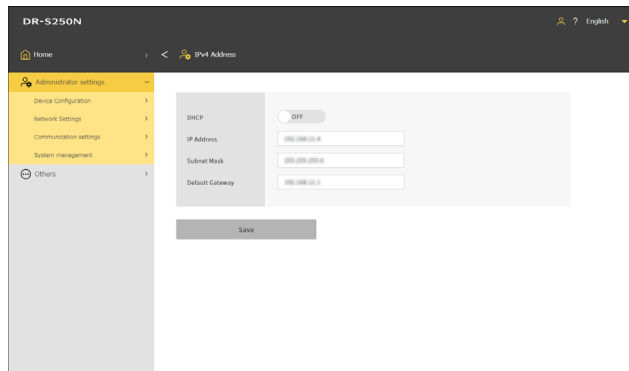 DR-S250N
? English
Home
< IPv4 Address
Administrator settings
Device Configuration
Network Settings
Communication settings
System management
Others
DHCP OFF
IP Address
Subnet Mask
Default Gateway
Save